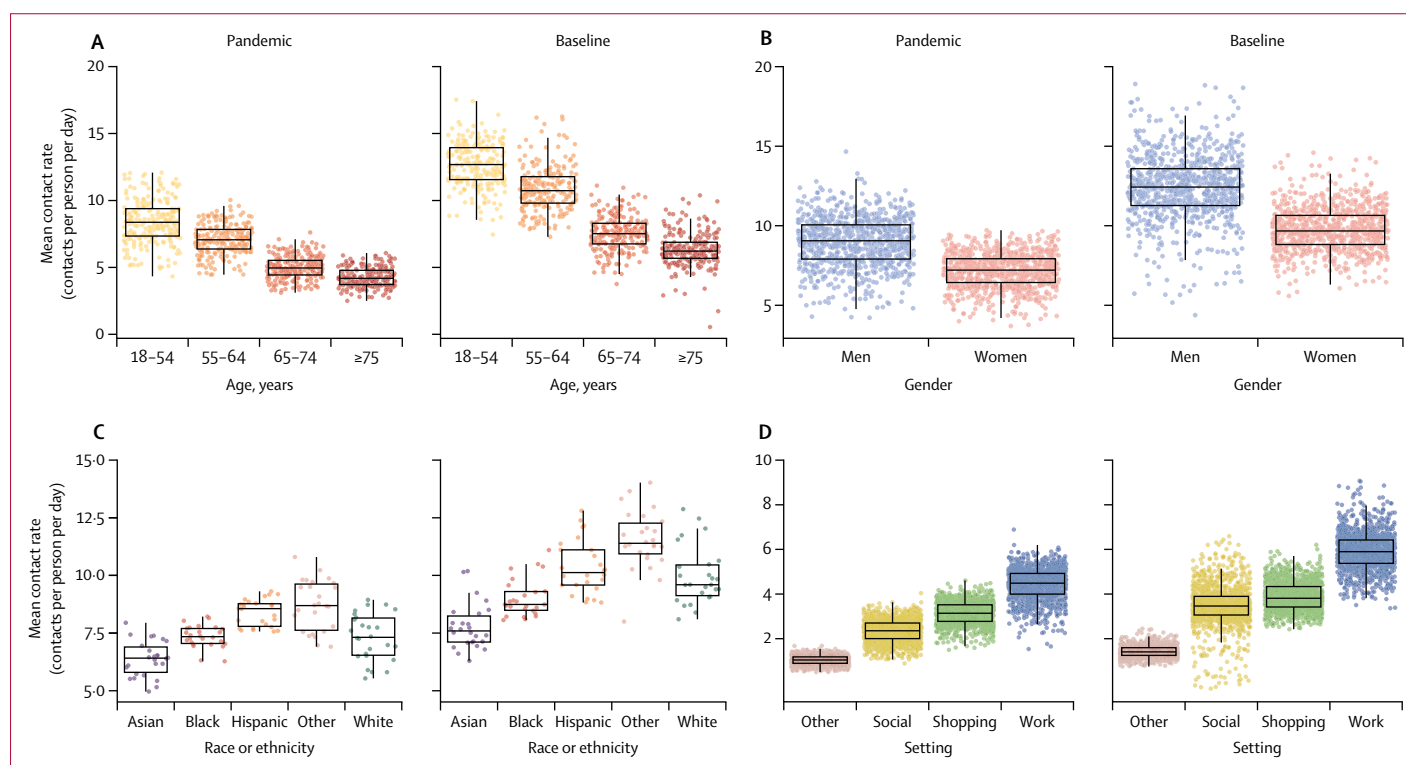 A
Pandemic
Baseline
Mean contact rate
(contacts per person per day)
20
15
10
5
0
18–54
55–64
65–74
≥75
18–54
55–64
65–74
≥75
Age, years
Age, years
B
Pandemic
Baseline
20
15
10
5
Men
Women
Men
Women
Gender
Gender
C
Mean contact rate
(contacts per person per day)
15·0
12·5
10·0
7·5
5·0
Asian
Black
Hispanic
Other
White
Asian
Black
Hispanic
Other
White
Race or ethnicity
Race or ethnicity
D
10
8
6
4
2
Other
Social
Shopping
Work
Other
Social
Shopping
Work
Setting
Setting